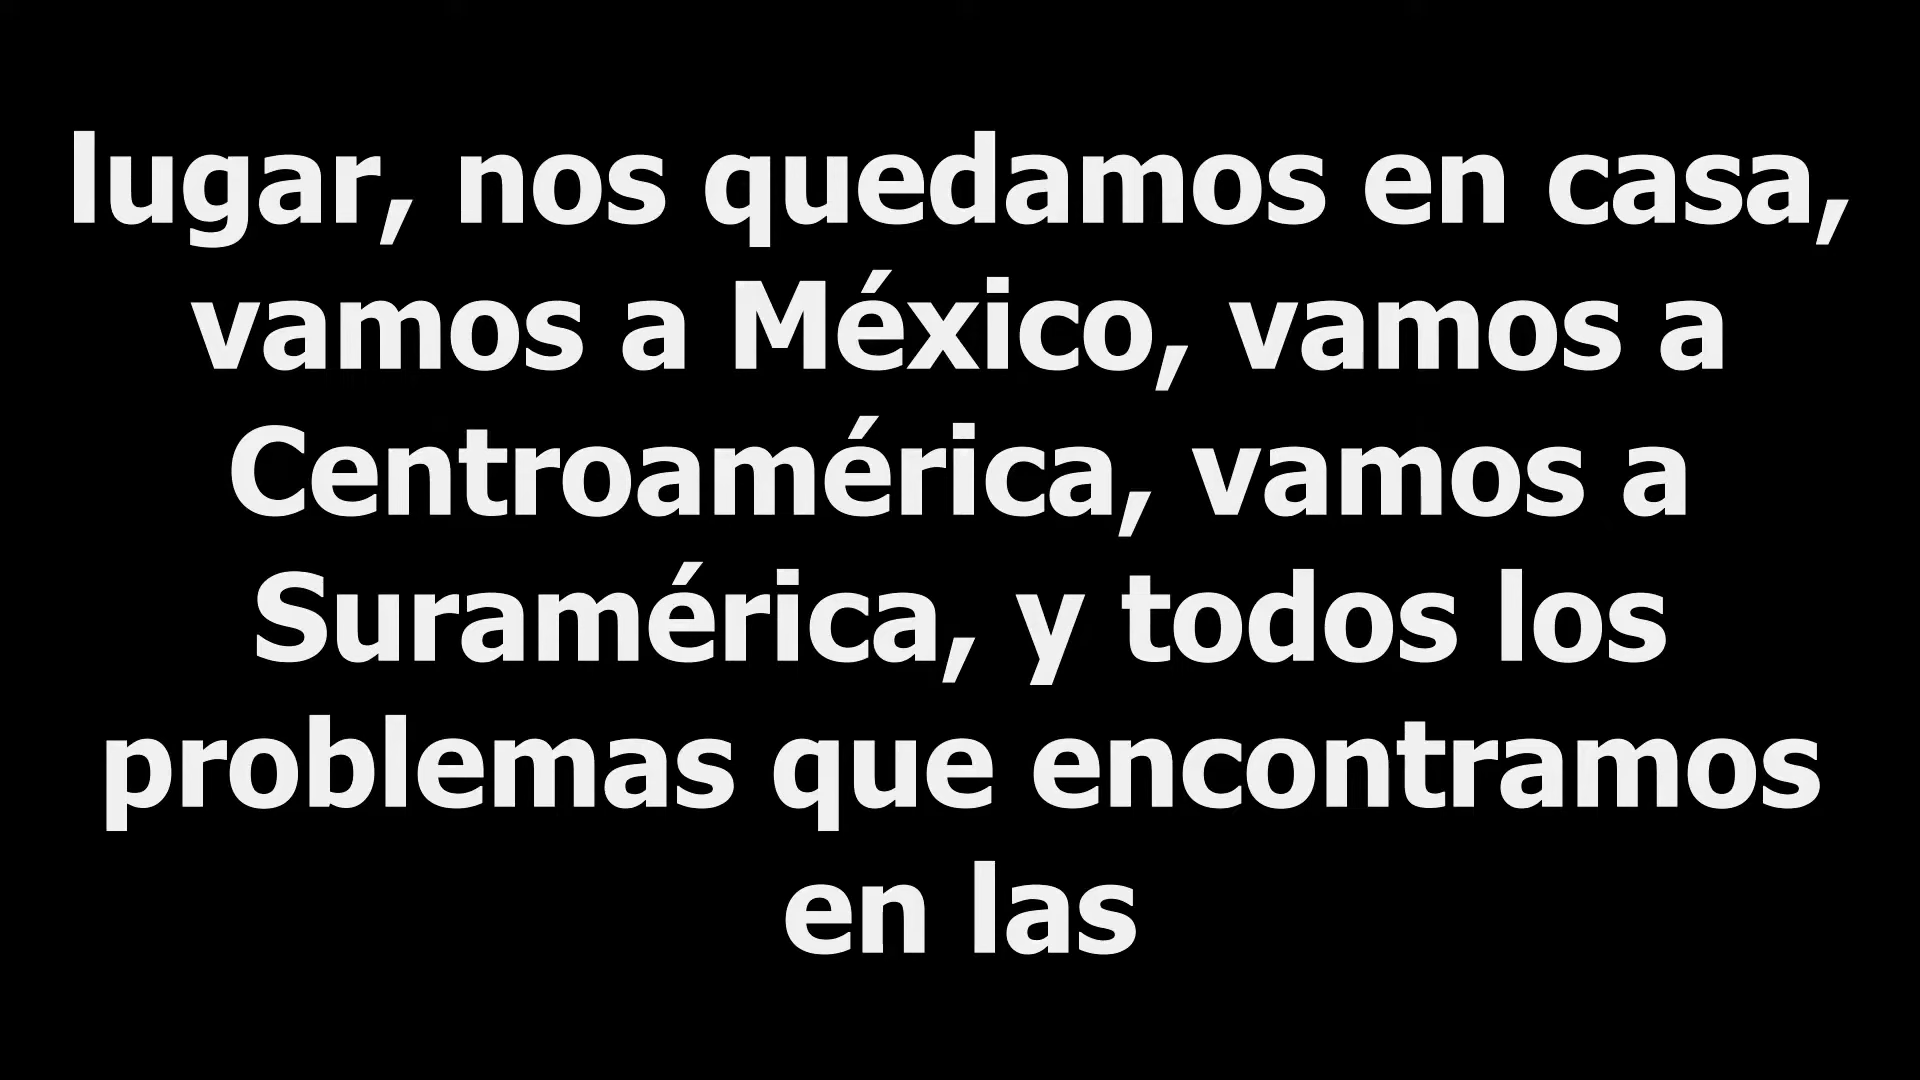 lugar, nos quedamos en casa,
vamos a México, vamos a
Centroamérica, vamos a
Suramérica, y todos los
problemas que encontramos
en las